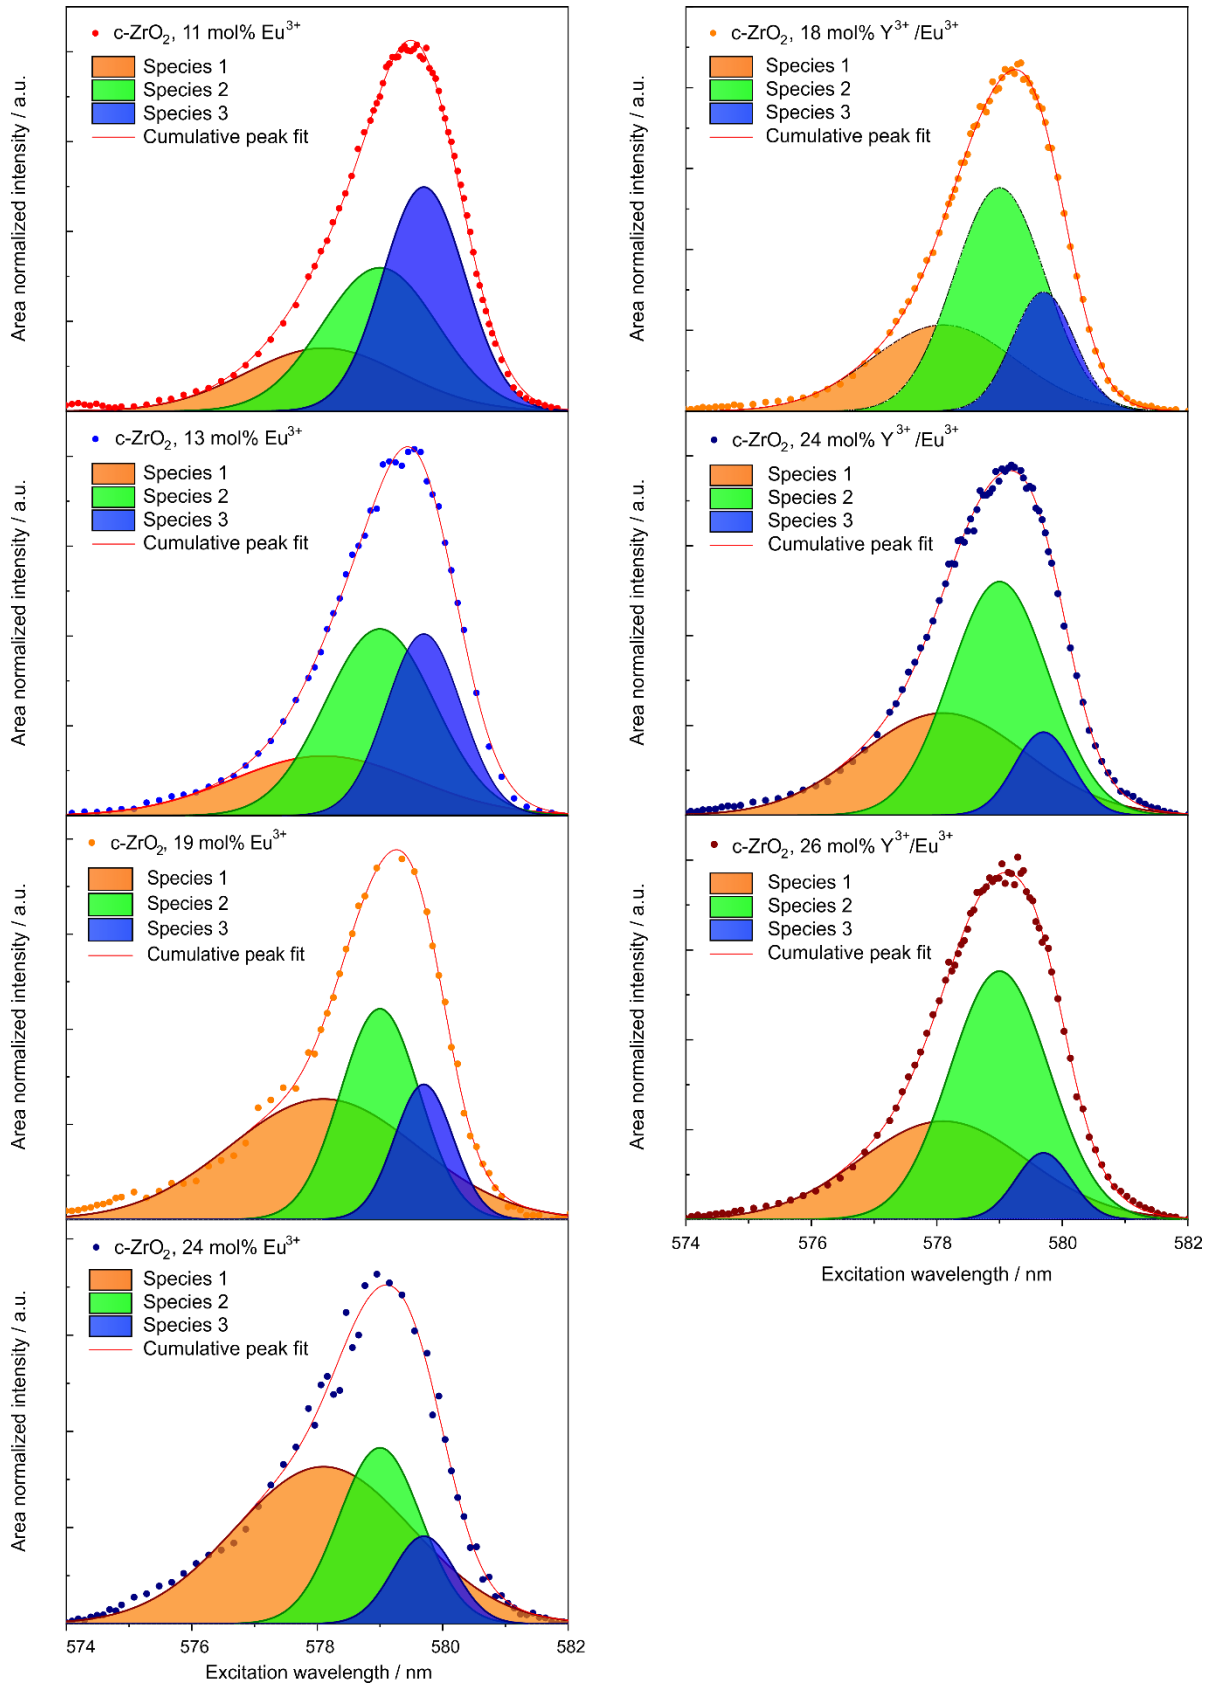 c-ZrO₂, 11 mol% Eu³⁺
Species 1
Species 2
Species 3
Cumulative peak fit
Area normalized intensity / a.u.
c-ZrO₂, 13 mol% Eu³⁺
Species 1
Species 2
Species 3
Cumulative peak fit
Area normalized intensity / a.u.
c-ZrO₂, 19 mol% Eu³⁺
Species 1
Species 2
Species 3
Cumulative peak fit
Area normalized intensity / a.u.
c-ZrO₂, 24 mol% Eu³⁺
Species 1
Species 2
Species 3
Cumulative peak fit
Area normalized intensity / a.u.
574 576 578 580 582
Excitation wavelength / nm
c-ZrO₂, 18 mol% Y³⁺ /Eu³⁺
Species 1
Species 2
Species 3
Cumulative peak fit
Area normalized intensity / a.u.
c-ZrO₂, 24 mol% Y³⁺/Eu³⁺
Species 1
Species 2
Species 3
Cumulative peak fit
Area normalized intensity / a.u.
c-ZrO₂, 26 mol% Y³⁺/Eu³⁺
Species 1
Species 2
Species 3
Cumulative peak fit
Area normalized intensity / a.u.
574 576 578 580 582
Excitation wavelength / nm